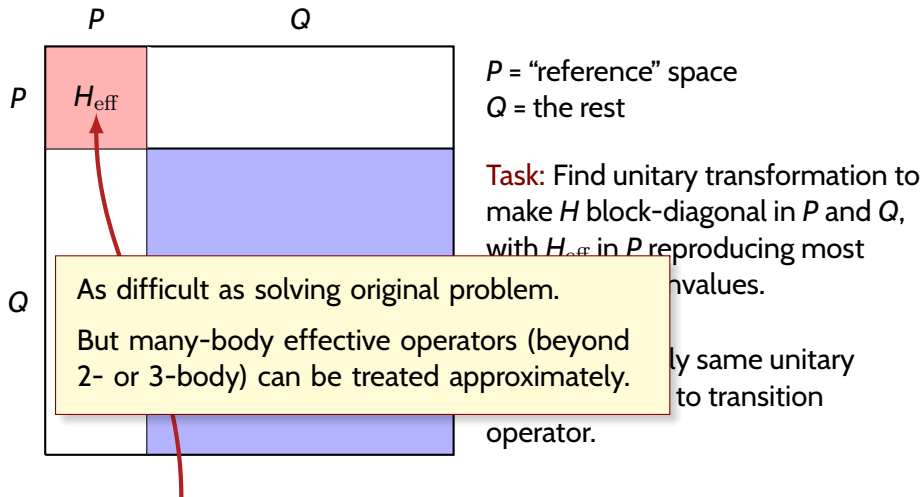 P Q
P H_eff
P = “reference” space
Q = the rest
Task: Find unitary transformation to
make H block-diagonal in P and Q,
with H_eff in P reproducing most
nvalues.
Q
As difficult as solving original problem.
But many-body effective operators (beyond
2- or 3-body) can be treated approximately.
ly same unitary
to transition
operator.